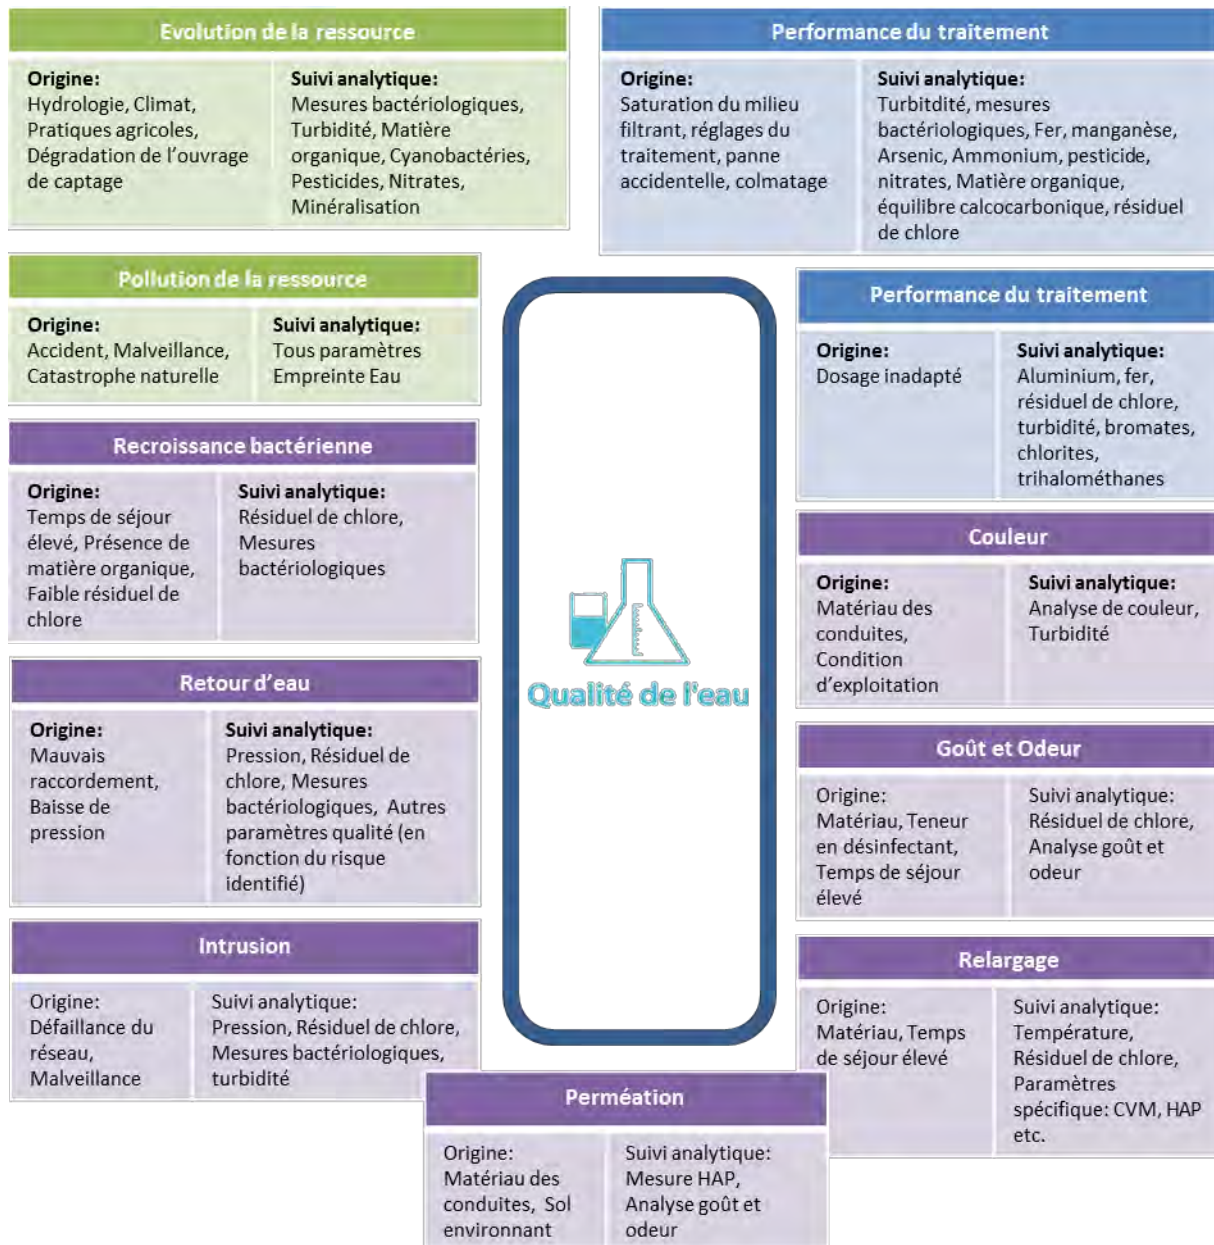 Evolution de la ressource
Origine:
Hydrologie, Climat,
Pratiques agricoles,
Dégradation de l'ouvrage
de captage
Suivi analytique:
Mesures bactériologiques,
Turbidité, Matière
organique, Cyanobactéries,
Pesticides, Nitrates,
Minéralisation
Performance du traitement
Origine:
Saturation du milieu
filtrant, réglages du
traitement, panne
accidentelle, colmatage
Suivi analytique:
Turbitdité, mesures
bactériologiques, Fer, manganèse,
Arsenic, Ammonium, pesticide,
nitrates, Matière organique,
équilibre calcocarbonique, résiduel
de chlore
Pollution de la ressource
Origine:
Accident, Malveillance,
Catastrophe naturelle
Suivi analytique:
Tous paramètres
Empreinte Eau
Performance du traitement
Origine:
Dosage inadapté
Suivi analytique:
Aluminium, fer,
résiduel de chlore,
turbidité, bromates,
chlorites,
trihalométhanes
Recroissance bactérienne
Origine:
Temps de séjour
élevé, Présence de
matière organique,
Faible résiduel de
chlore
Suivi analytique:
Résiduel de chlore,
Mesures
bactériologiques
Couleur
Origine:
Matériau des
conduites,
Condition
d'exploitation
Suivi analytique:
Analyse de couleur,
Turbidité
Qualité de l'eau
Retour d'eau
Origine:
Mauvais
raccordement,
Baisse de
pression
Suivi analytique:
Pression, Résiduel de
chlore, Mesures
bactériologiques, Autres
paramètres qualité (en
fonction du risque
identifié)
Goût et Odeur
Origine:
Matériau, Teneur
en désinfectant,
Temps de séjour
élevé
Suivi analytique:
Résiduel de chlore,
Analyse goût et
odeur
Intrusion
Origine:
Défaillance du
réseau,
Malveillance
Suivi analytique:
Pression, Résiduel de chlore,
Mesures bactériologiques,
turbidité
Relargage
Origine:
Matériau, Temps
de séjour élevé
Suivi analytique:
Température,
Résiduel de chlore,
Paramètres
spécifique: CVM, HAP
etc.
Perméation
Origine:
Matériau des
conduites, Sol
environnant
Suivi analytique:
Mesure HAP,
Analyse goût et
odeur